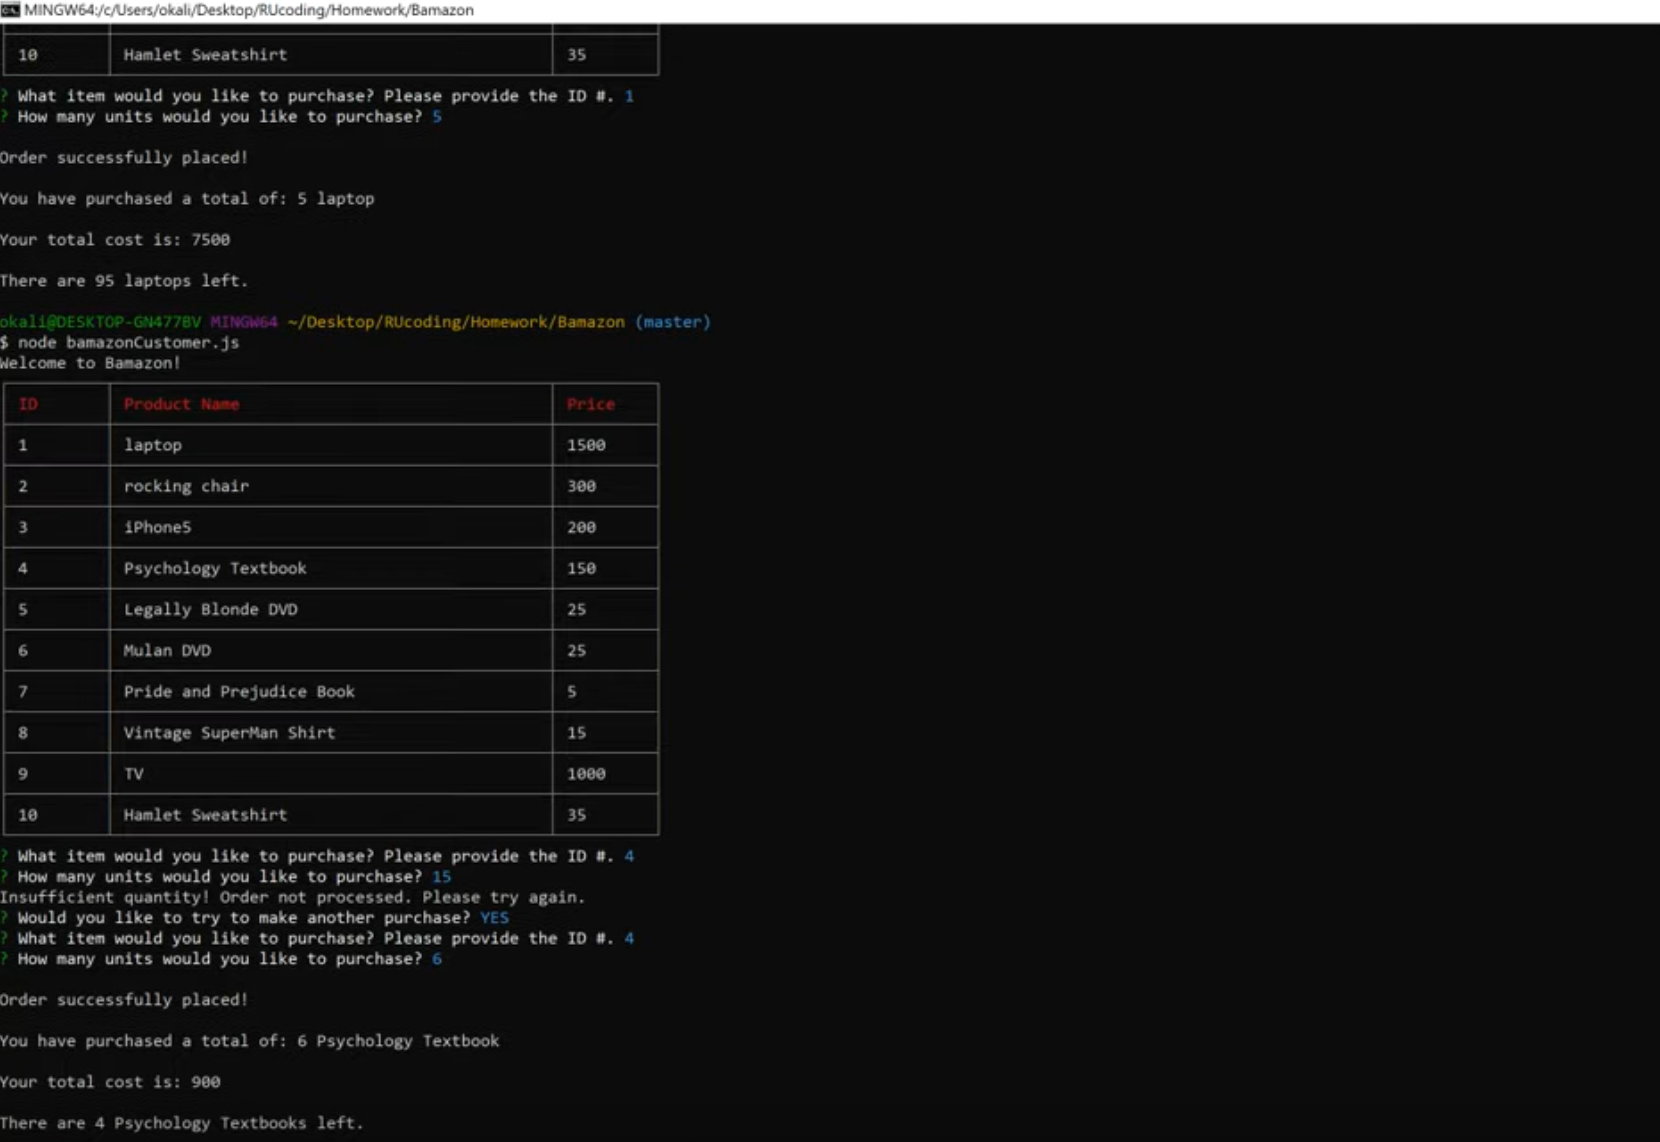 MINGW64:/c/Users/okali/Desktop/RUcoding/Homework/Bamazon
10 Hamlet Sweatshirt 35
? What item would you like to purchase? Please provide the ID #. 1
? How many units would you like to purchase? 5
Order successfully placed!
You have purchased a total of: 5 laptop
Your total cost is: 7500
There are 95 laptops left.
okali@DESKTOP-GN477BV MINGW64 ~/Desktop/RUcoding/Homework/Bamazon (master)
$ node bamazonCustomer.js
Welcome to Bamazon!
ID Product Name Price
1 laptop 1500
2 rocking chair 300
3 iPhone5 200
4 Psychology Textbook 150
5 Legally Blonde DVD 25
6 Mulan DVD 25
7 Pride and Prejudice Book 5
8 Vintage SuperMan Shirt 15
9 TV 1000
10 Hamlet Sweatshirt 35
? What item would you like to purchase? Please provide the ID #. 4
? How many units would you like to purchase? 15
Insufficient quantity! Order not processed. Please try again.
? Would you like to try to make another purchase? YES
? What item would you like to purchase? Please provide the ID #. 4
? How many units would you like to purchase? 6
Order successfully placed!
You have purchased a total of: 6 Psychology Textbook
Your total cost is: 900
There are 4 Psychology Textbooks left.